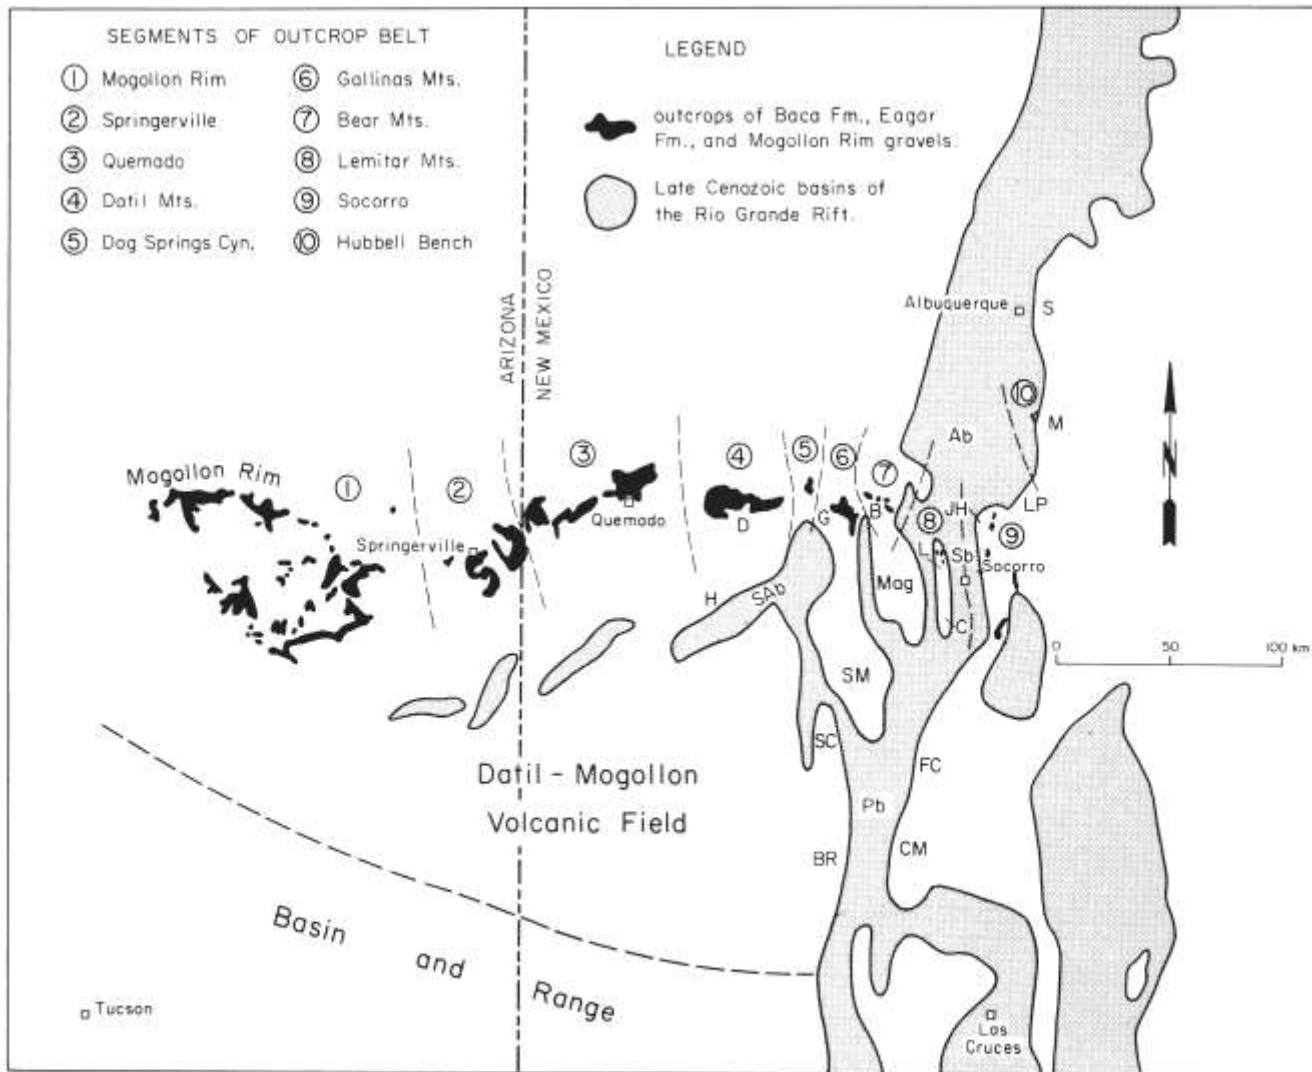 SEGMENTS OF OUTCROP BELT
① Mogollon Rim
② Springerville
③ Quemado
④ Datil Mts.
⑤ Dog Springs Cyn.
⑥ Gallinas Mts.
⑦ Bear Mts.
⑧ Lemitar Mts.
⑨ Socorro
⑩ Hubbell Bench
LEGEND
outcrops of Baca Fm., Eagar
Fm., and Mogollon Rim gravels.
Late Cenozoic basins of
the Rio Grande Rift.
ARIZONA
NEW MEXICO
Albuquerque
S
⑩
M
Ab
LP
Mogollon Rim
①
②
③
④
⑤
⑥
⑦
⑧
⑨
Springerville
Quemado
D
G
B
JH
L
Sb
Socorro
Mag
C
H
SAb
SM
0
50
100 km
N
SC
FC
Datil - Mogollon
Volcanic Field
Pb
BR
CM
Basin and Range
Tucson
Las
Cruces